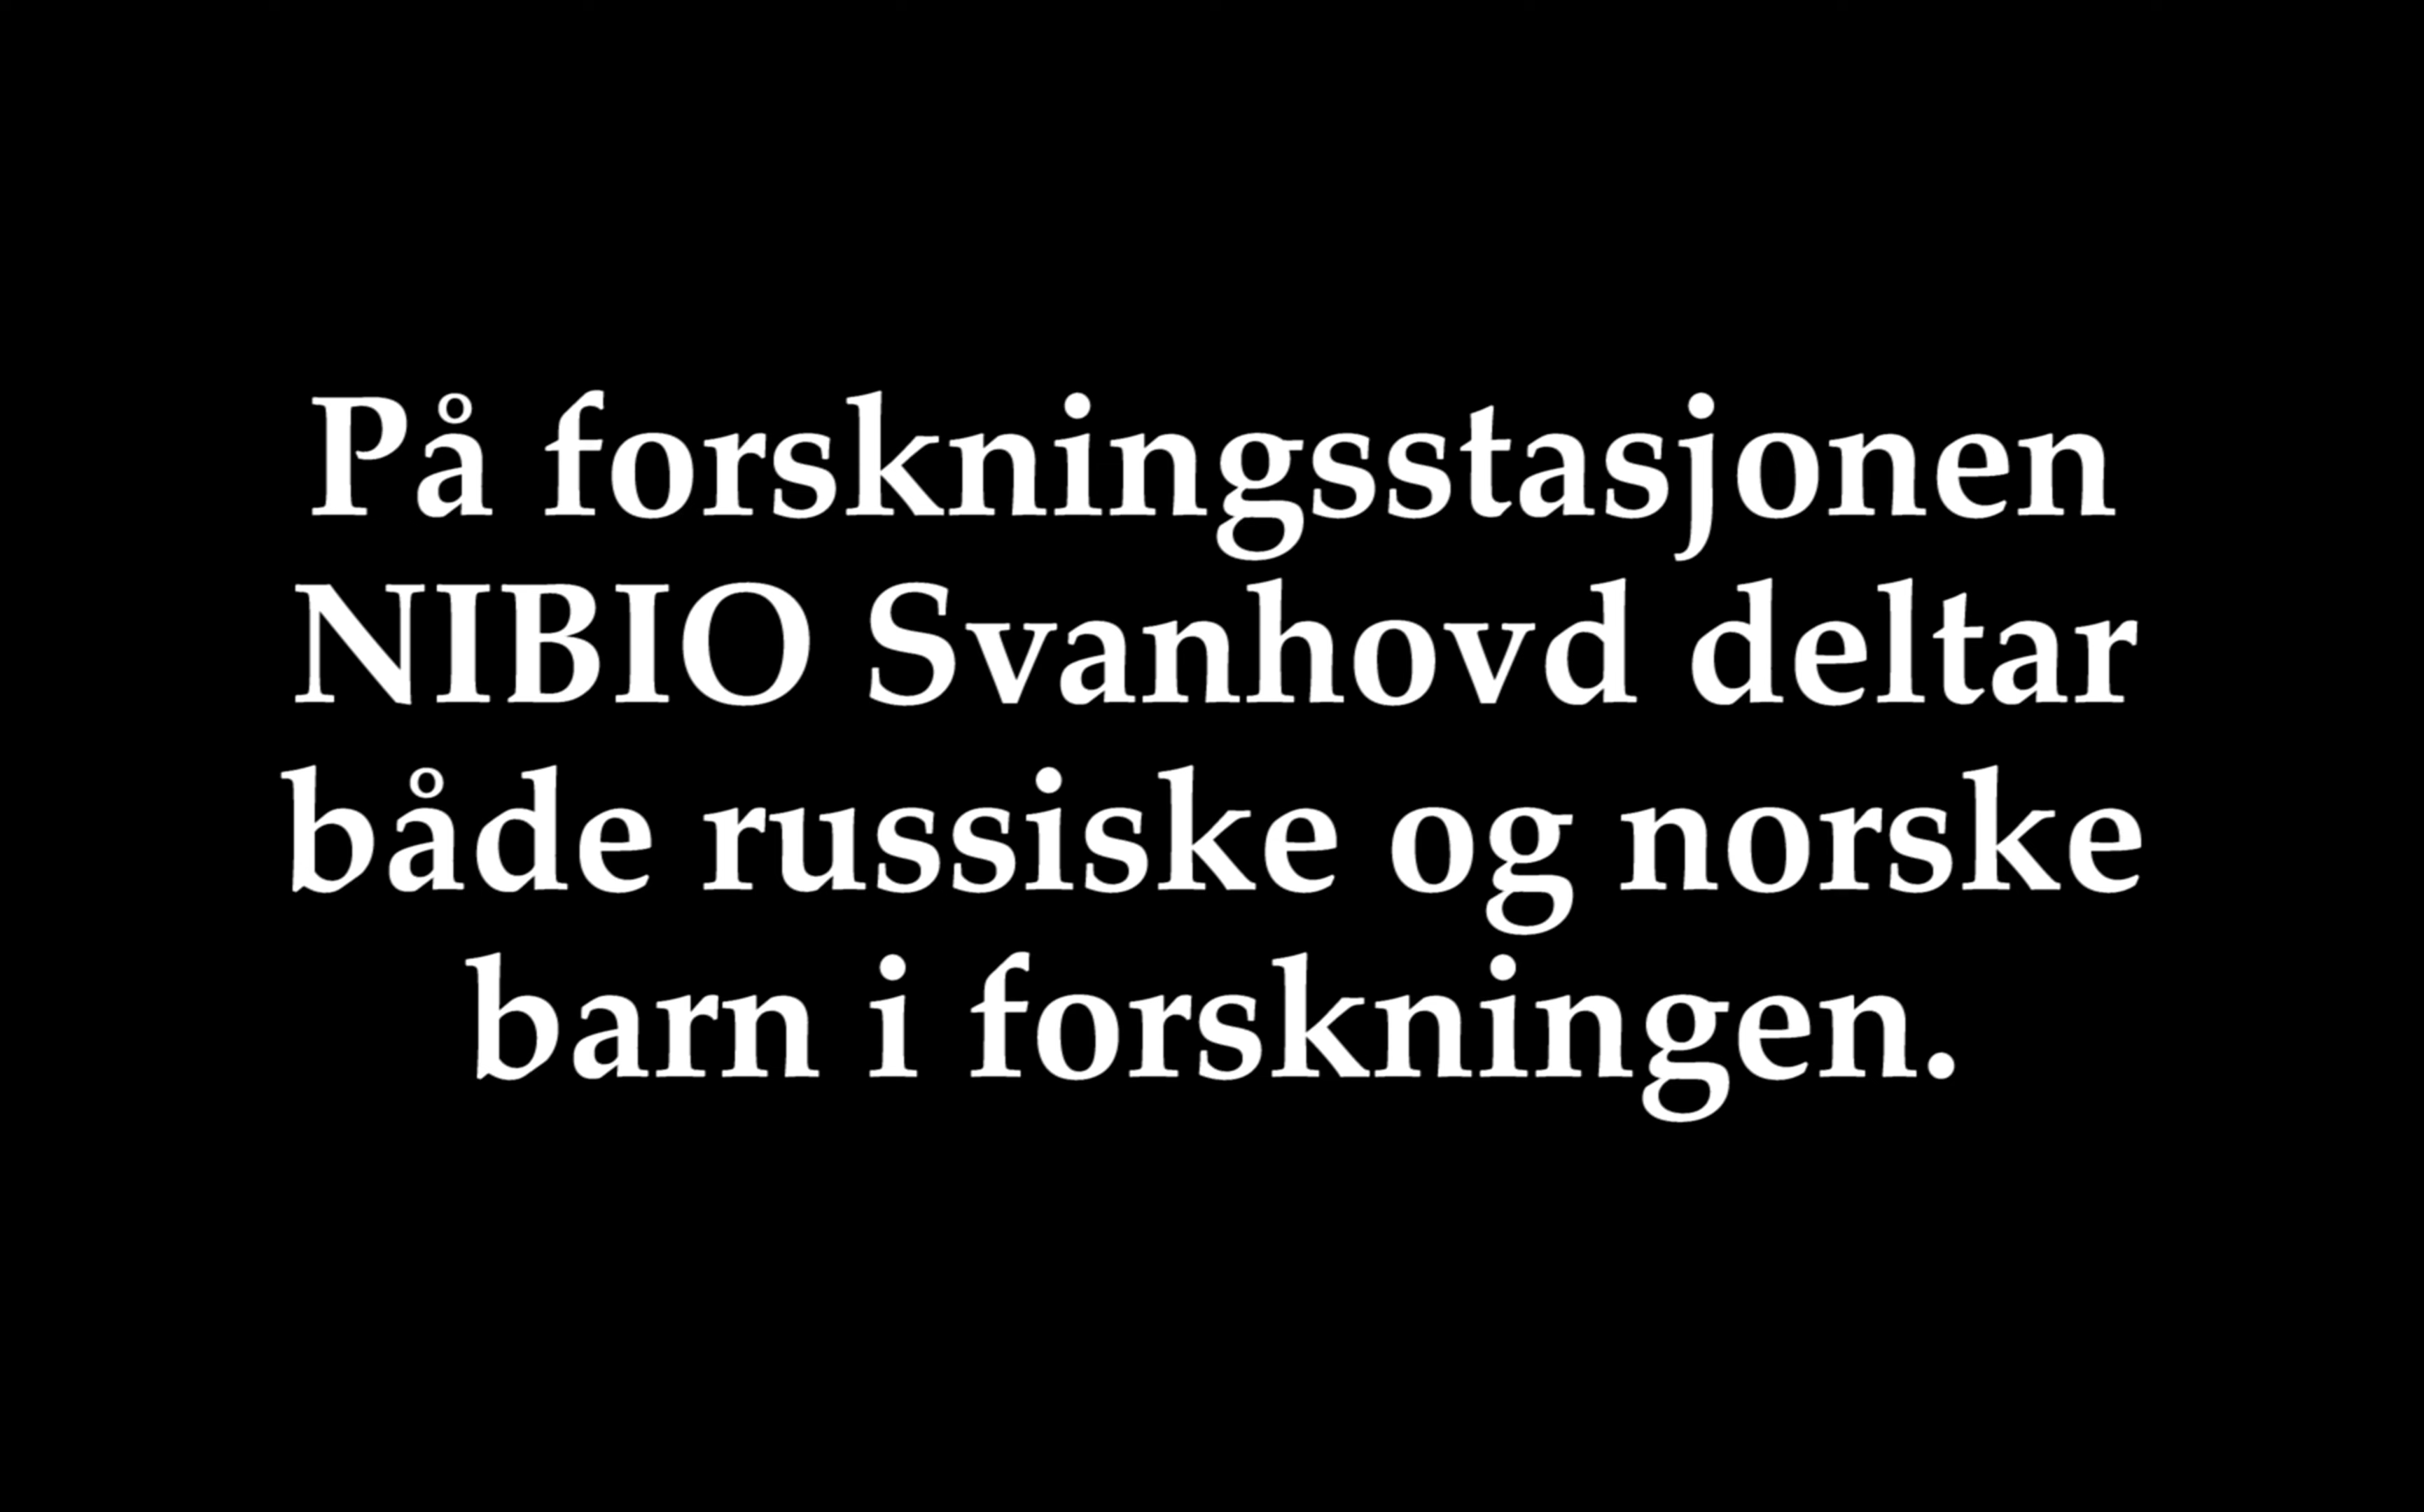 På forskningsstasjonen
NIBIO Svanhovd deltar
både russiske og norske
barn i forskningen.